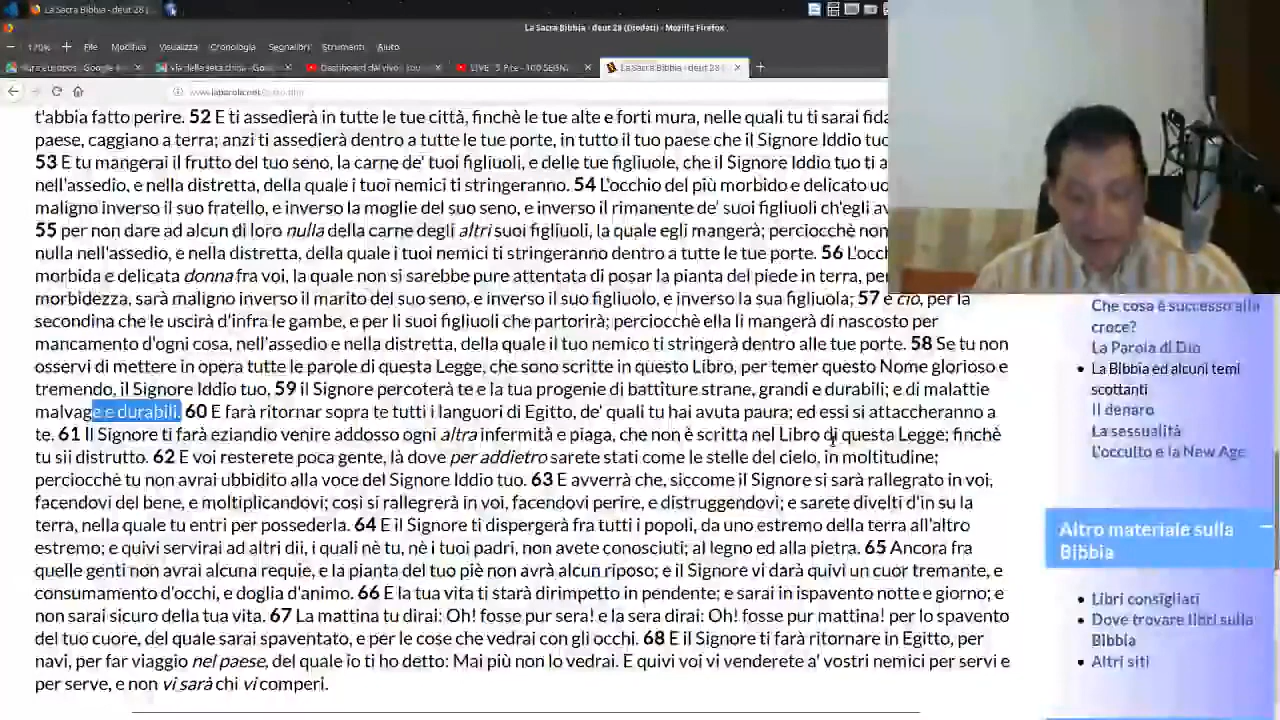 La Sacra Bibbia - deut 28 (
La Sacra Bibbia - deut 28 (Diodati) - Mozilla Firefox
170%
File Modifica Visualizza Cronologia Segnalibri Strumenti Aiuto
La Sacra Bibbia - deut 28 (
t'abbia fatto perire. 52 E ti assedierà in tutte le tue città, finchè le tue alte e forti mura, nelle quali tu ti sarai fida
paese, caggiano a terra; anzi ti assedierà dentro a tutte le tue porte, in tutto il tuo paese che il Signore Iddio tuo
53 E tu mangerai il frutto del tuo seno, la carne de' tuoi figliuoli, e delle tue figliuole, che il Signore Iddio tuo ti a
nell'assedio, e nella distretta, della quale i tuoi nemici ti stringeranno. 54 L'occhio del più morbido e delicato uo
maligno inverso il suo fratello, e inverso la moglie del suo seno, e inverso il rimanente de' suoi figliuoli ch'egli av
55 per non dare ad alcun di loro nulla della carne degli altri suoi figliuoli, la quale egli mangerà; perciocchè non
nulla nell'assedio, e nella distretta, della quale i tuoi nemici ti stringeranno dentro a tutte le tue porte. 56 L'occ
morbida e delicata donna fra voi, la quale non si sarebbe pure attentata di posar la pianta del piede in terra, per
morbidezza, sarà maligno inverso il marito del suo seno, e inverso il suo figliuolo, e inverso la sua figliuola; 57 e ciò, per la
secondina che le uscirà d'infra le gambe, e per li suoi figliuoli che partorirà; perciocchè ella li mangerà di nascosto per
mancamento d'ogni cosa, nell'assedio e nella distretta, della quale il tuo nemico ti stringerà dentro alle tue porte. 58 Se tu non
osservi di mettere in opera tutte le parole di questa Legge, che sono scritte in questo Libro, per temer questo Nome glorioso e
tremendo, il Signore Iddio tuo, 59 il Signore percoterà te e la tua progenie di battiture strane, grandi e durabili; e di malattie
malvage e durabili. 60 E farà ritornar sopra te tutti i languori di Egitto, de' quali tu hai avuta paura; ed essi si attaccheranno a
te. 61 Il Signore ti farà eziandio venire addosso ogni altra infermità e piaga, che non è scritta nel Libro di questa Legge; finchè
tu sii distrutto. 62 E voi resterete poca gente, là dove per addietro sarete stati come le stelle del cielo, in moltitudine;
perciocchè tu non avrai ubbidito alla voce del Signore Iddio tuo. 63 E avverrà che, siccome il Signore si sarà rallegrato in voi,
facendovi del bene, e moltiplicandovi; così si rallegrerà in voi, facendovi perire, e distruggendovi; e sarete divelti d'in su la
terra, nella quale tu entri per possederla. 64 E il Signore ti dispergerà fra tutti i popoli, da uno estremo della terra all'altro
estremo; e quivi servirai ad altri dii, i quali nè tu, nè i tuoi padri, non avete conosciuti; al legno ed alla pietra. 65 Ancora fra
quelle genti non avrai alcuna requie, e la pianta del tuo piè non avrà alcun riposo; e il Signore vi darà quivi un cuor tremante, e
consumamento d'occhi, e doglia d'animo. 66 E la tua vita ti starà dirimpetto in pendente; e sarai in ispavento notte e giorno; e
non sarai sicuro della tua vita. 67 La mattina tu dirai: Oh! fosse pur sera! e la sera dirai: Oh! fosse pur mattina! per lo spavento
del tuo cuore, del quale sarai spaventato, e per le cose che vedrai con gli occhi. 68 E il Signore ti farà ritornare in Egitto, per
navi, per far viaggio nel paese, del quale io ti ho detto: Mai più non lo vedrai. E quivi voi vi venderete a' vostri nemici per servi e
per serve, e non vi sarà chi vi comperi.
Che cosa è successo alla
croce?
La Parola di Dio
La Bibbia ed alcuni temi
scottanti
Il denaro
La sessualità
L'occulto e la New Age
Altro materiale sulla
Bibbia
Libri consigliati
Dove trovare libri sulla
Bibbia
Altri siti